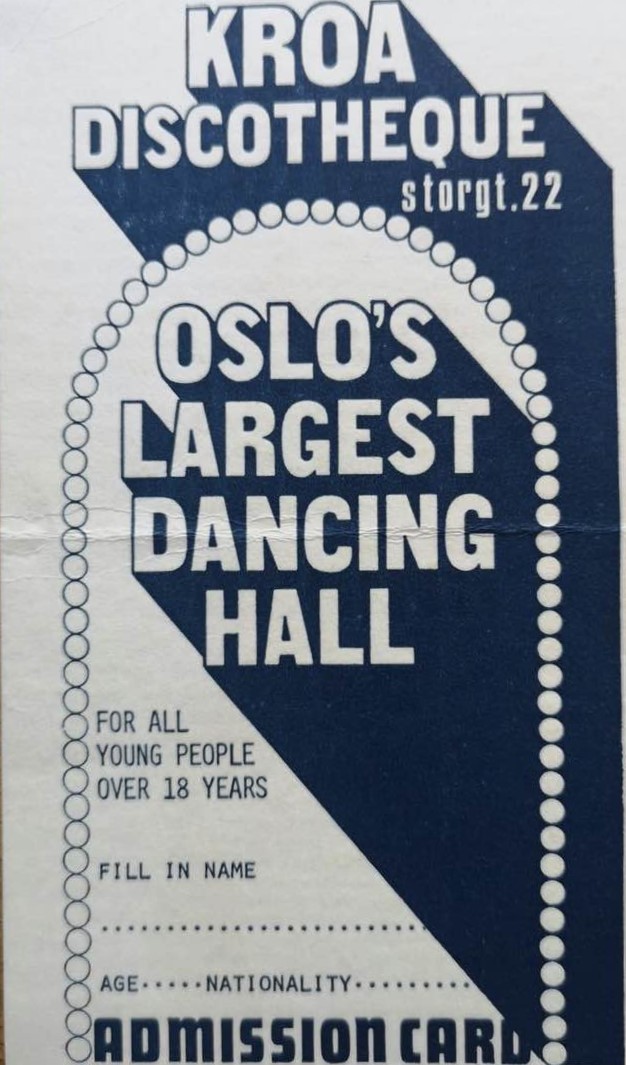 KROA
DISCOTHEQUE
storgt.22
OSLO'S
LARGEST
DANCING
HALL
FOR ALL
YOUNG PEOPLE
OVER 18 YEARS
FILL IN NAME
........................................
AGE.....NATIONALITY.........
ADMISSION CARD